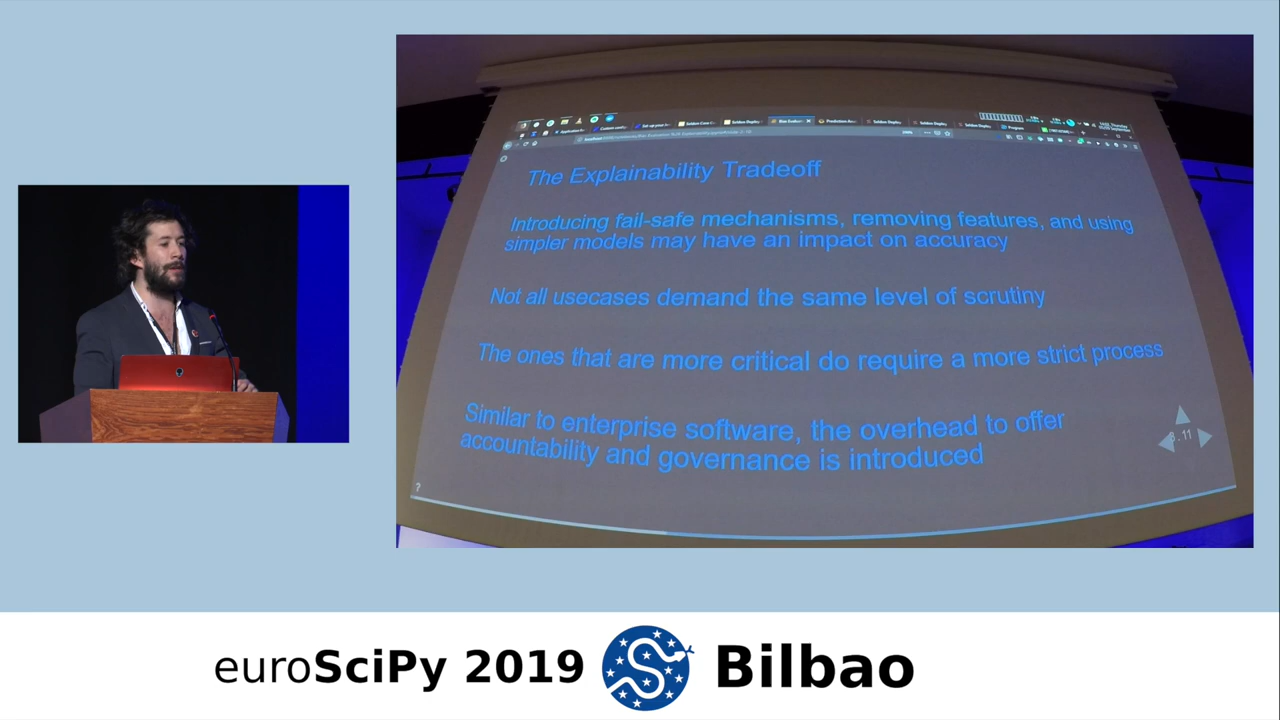 The Explainability Tradeoff
Introducing fail-safe mechanisms, removing features, and using
simpler models may have an impact on accuracy
Not all usecases demand the same level of scrutiny
The ones that are more critical do require a more strict process
Similar to enterprise software, the overhead to offer
accountability and governance is introduced
?
euroSciPy 2019 Bilbao